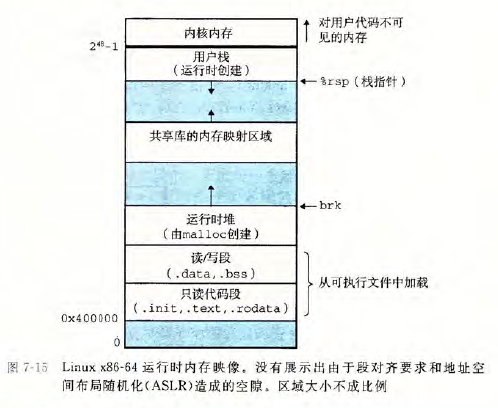 内核内存
对用户代码不可
见的内存
2⁴⁸-1
用户栈
(运行时创建)
%rsp (栈指针)
共享库的内存映射区域
brk
运行时堆
(由malloc创建)
读/写段
(.data,.bss)
从可执行文件中加载
只读代码段
(.init,.text,.rodata)
0x400000
0
图 7-15 Linux x86-64 运行时内存映像。没有展示出由于段对齐要求和地址空
间布局随机化(ASLR)造成的空隙。区域大小不成比例